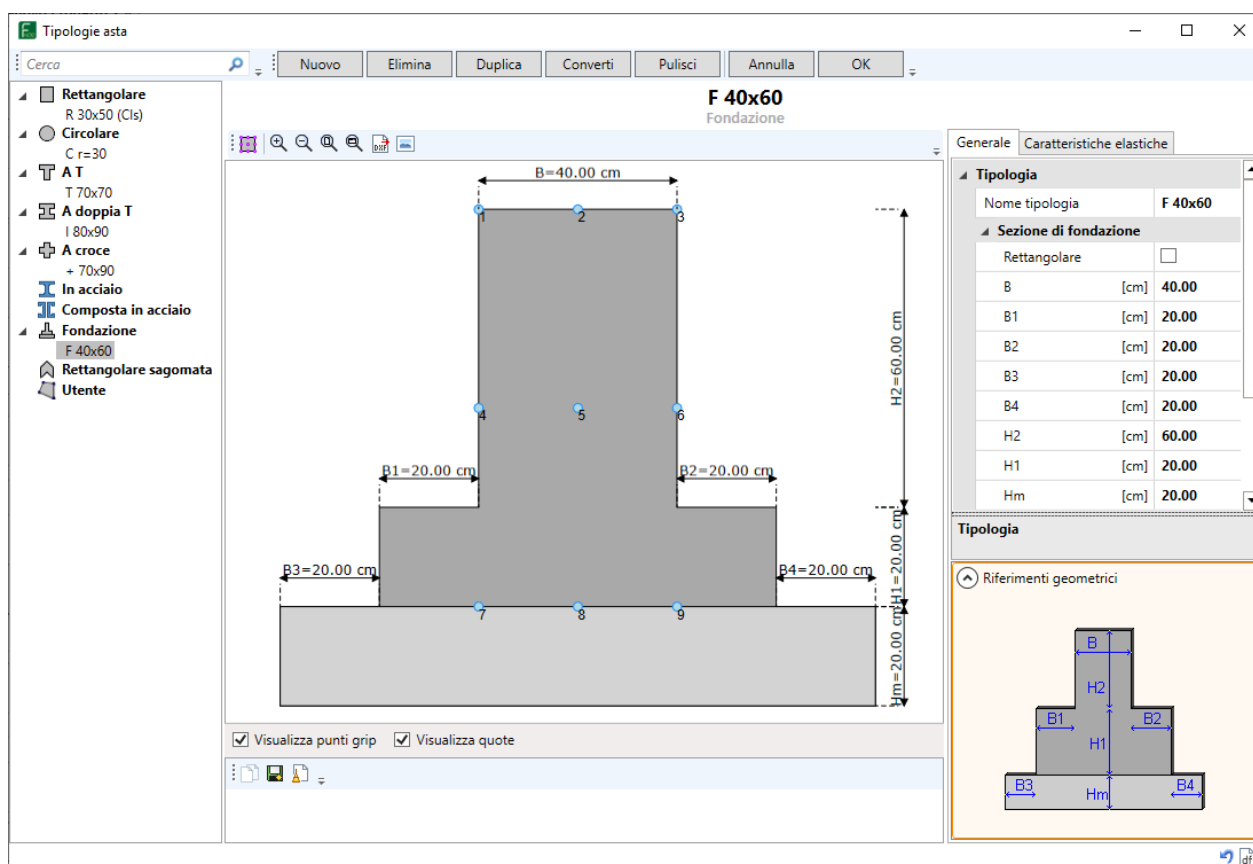 Tipologie asta
Cerca
Nuovo Elimina Duplica Converti Pulisci Annulla OK
Rettangolare
R 30x50 (Cls)
Circolare
C r=30
A T
T 70x70
A doppia T
I 80x90
A croce
+ 70x90
In acciaio
Composta in acciaio
Fondazione
F 40x60
Rettangolare sagomata
Utente
F 40x60
Fondazione
DXF
B=40.00 cm
1 2 3
H2=60.00 cm
4 5 6
B1=20.00 cm B2=20.00 cm
H1=20.00 cm
B3=20.00 cm B4=20.00 cm
7 8 9
Hm=20.00 cm
Visualizza punti grip Visualizza quote
Generale Caratteristiche elastiche
Tipologia
Nome tipologia F 40x60
Sezione di fondazione
Rettangolare
B [cm] 40.00
B1 [cm] 20.00
B2 [cm] 20.00
B3 [cm] 20.00
B4 [cm] 20.00
H2 [cm] 60.00
H1 [cm] 20.00
Hm [cm] 20.00
Tipologia
Riferimenti geometrici
B
H2
B1 B2
H1
B3 B4
Hm